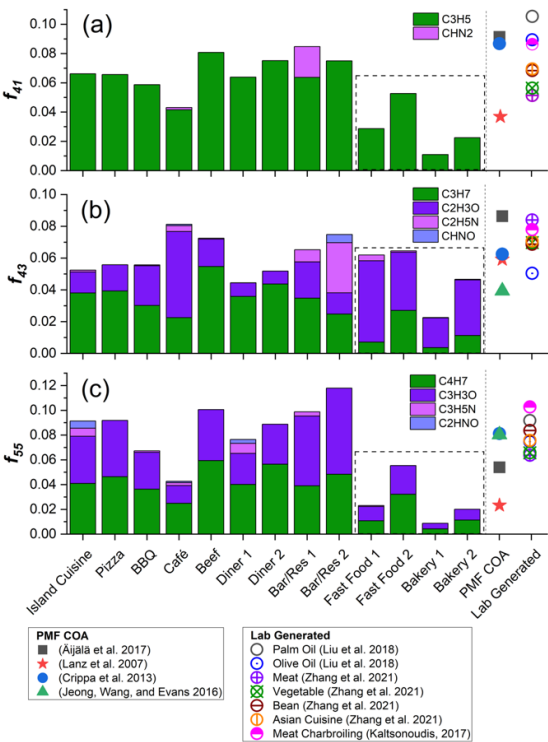 (a)
C3H5
CHN2
f41
0.10
0.08
0.06
0.04
0.02
0.00
(b)
C3H7
C2H3O
C2H5N
CHNO
f43
0.10
0.08
0.06
0.04
0.02
0.00
(c)
C4H7
C3H3O
C3H5N
C2HNO
f55
0.12
0.10
0.08
0.06
0.04
0.02
0.00
Island Cuisine
Pizza
BBQ
Café
Beef
Diner 1
Diner 2
Bar/Res 1
Bar/Res 2
Fast Food 1
Fast Food 2
Bakery 1
Bakery 2
PMF COA
Lab Generated
PMF COA
(Äijälä et al. 2017)
(Lanz et al. 2007)
(Crippa et al. 2013)
(Jeong, Wang, and Evans 2016)
Lab Generated
Palm Oil (Liu et al. 2018)
Olive Oil (Liu et al. 2018)
Meat (Zhang et al. 2021)
Vegetable (Zhang et al. 2021)
Bean (Zhang et al. 2021)
Asian Cuisine (Zhang et al. 2021)
Meat Charbroiling (Kaltsonoudis, 2017)